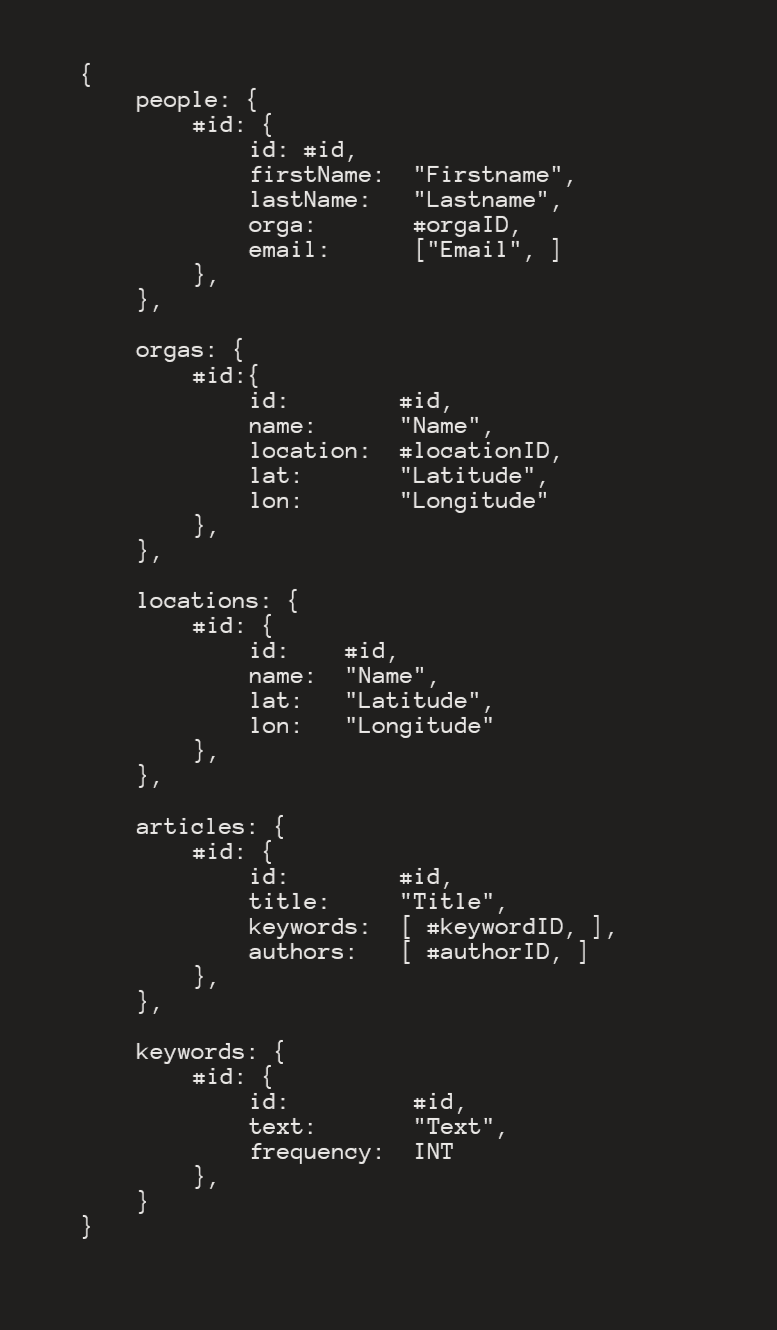 {
    people: {
        #id: {
            id: #id,
            firstName:  "Firstname",
            lastName:   "Lastname",
            orga:       #orgaID,
            email:      ["Email", ]
        },
    },

    orgas: {
        #id:{
            id:        #id,
            name:      "Name",
            location:  #locationID,
            lat:       "Latitude",
            lon:       "Longitude"
        },
    },

    locations: {
        #id: {
            id:    #id,
            name:  "Name",
            lat:   "Latitude",
            lon:   "Longitude"
        },
    },

    articles: {
        #id: {
            id:        #id,
            title:     "Title",
            keywords:  [ #keywordID, ],
            authors:   [ #authorID, ]
        },
    },

    keywords: {
        #id: {
            id:         #id,
            text:       "Text",
            frequency:  INT
        },
    }
}